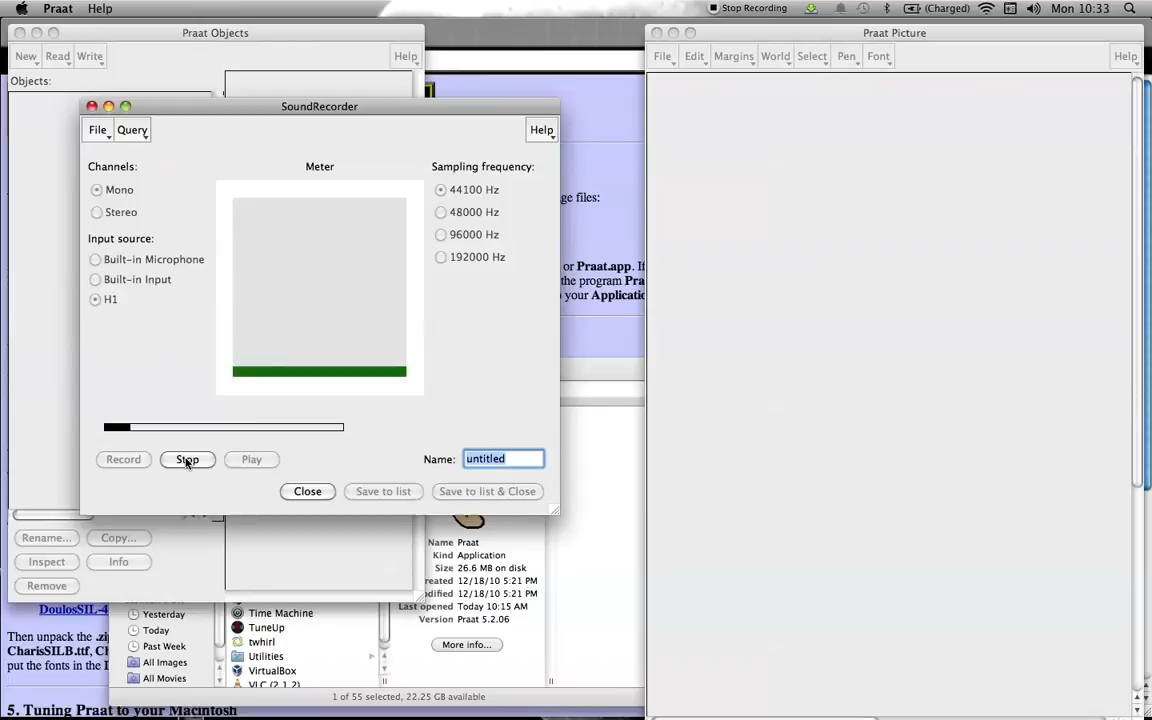 Praat Help Stop Recording (Charged) Mon 10:33
Praat Objects
New Read Write Help
Objects:
SoundRecorder
File Query Help
Channels:
Mono
Stereo
Input source:
Built-in Microphone
Built-in Input
H1
Meter
Sampling frequency:
44100 Hz
48000 Hz
96000 Hz
192000 Hz
Record Stop Play
Name: untitled
Close Save to list Save to list & Close
Rename... Copy...
Inspect Info
Remove
Praat Picture
File Edit Margins World Select Pen Font Help
ge files:
or Praat.app. If
the program Pra
your Applicatio
DoulosSIL-4
Then unpack the .zi
CharisSILB.ttf, Ch
put the fonts in the
5. Tuning Praat to your Macintosh
Yesterday
Today
Past Week
All Images
All Movies
Time Machine
TuneUp
twhirl
Utilities
VirtualBox
VLC (2.1.2)
Name Praat
Kind Application
Size 26.6 MB on disk
reated 12/18/10 5:21 PM
odified 12/18/10 5:21 PM
Last opened Today 10:15 AM
Version Praat 5.2.06
More info...
1 of 55 selected, 22.25 GB available